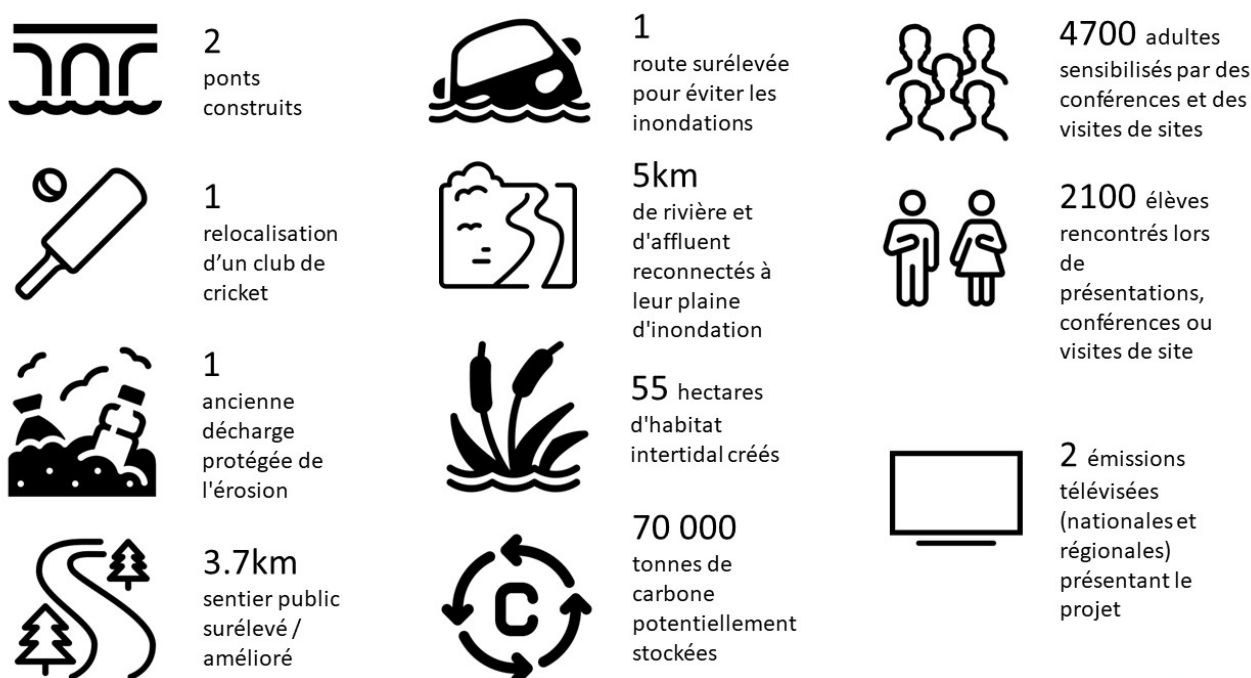 2
ponts
construits
1
relocalisation
d’un club de
cricket
1
ancienne
décharge
protégée de
l'érosion
3.7km
sentier public
surélevé /
amélioré
1
route surélevée
pour éviter les
inondations
5km
de rivière et
d'affluent
reconnectés à
leur plaine
d'inondation
55 hectares
d'habitat
intertidal créés
70 000
tonnes de
carbone
potentiellement
stockées
C
4700 adultes
sensibilisés par des
conférences et des
visites de sites
2100 élèves
rencontrés lors
de
présentations,
conférences ou
visites de site
2 émissions
télévisées
(nationales et
régionales)
présentant le
projet